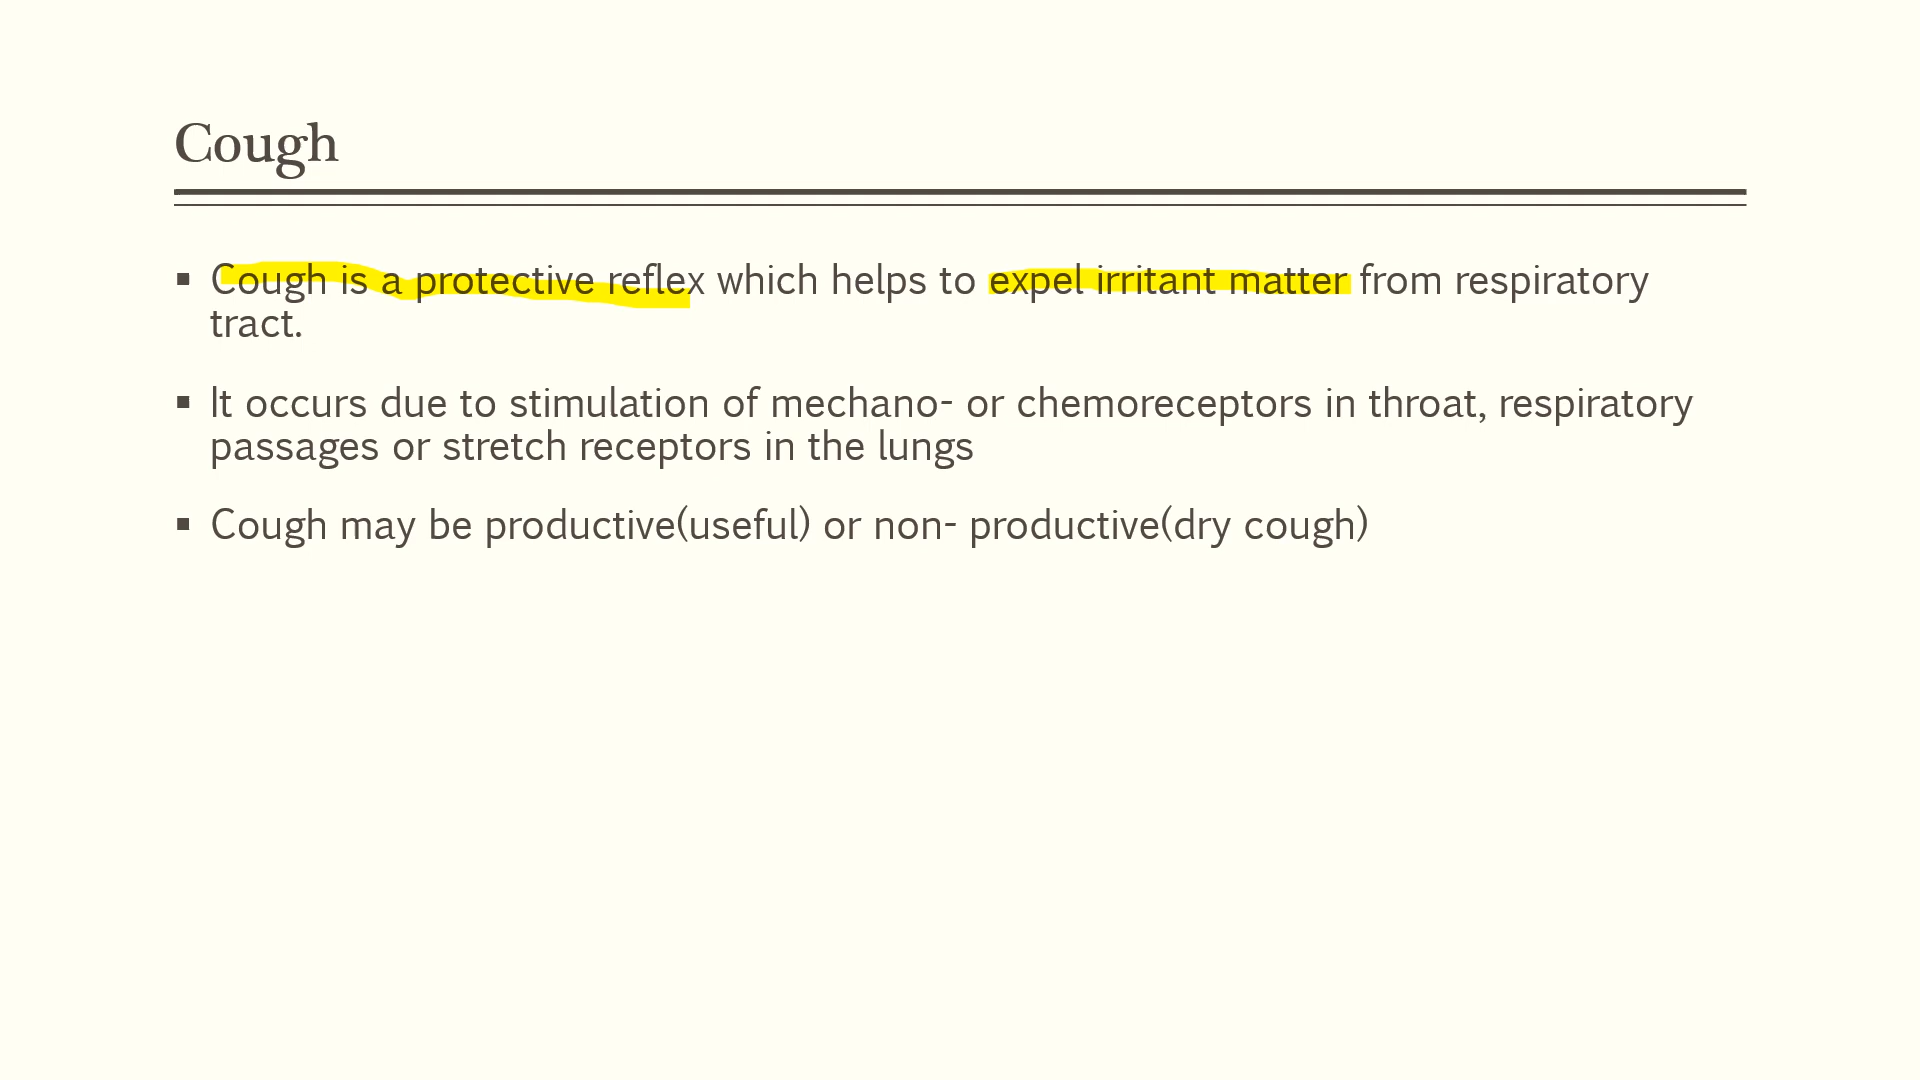 Cough
▪ Cough is a protective reflex which helps to expel irritant matter from respiratory
tract.
▪ It occurs due to stimulation of mechano- or chemoreceptors in throat, respiratory
passages or stretch receptors in the lungs
▪ Cough may be productive(useful) or non- productive(dry cough)